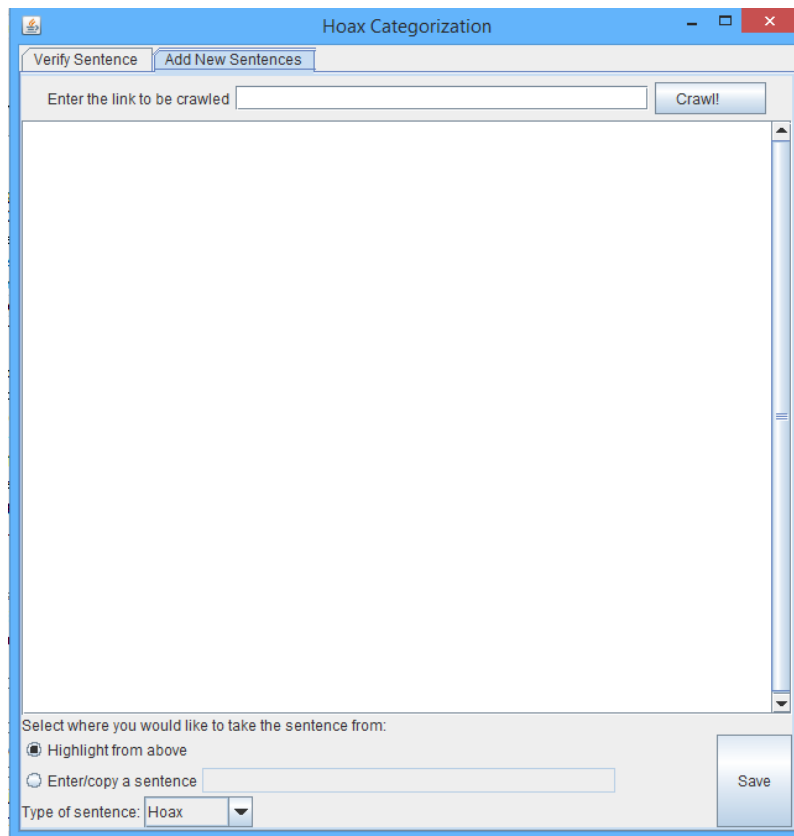 Hoax Categorization
Verify Sentence Add New Sentences
Enter the link to be crawled Crawl!
Select where you would like to take the sentence from:
Highlight from above
Enter/copy a sentence
Save
Type of sentence: Hoax